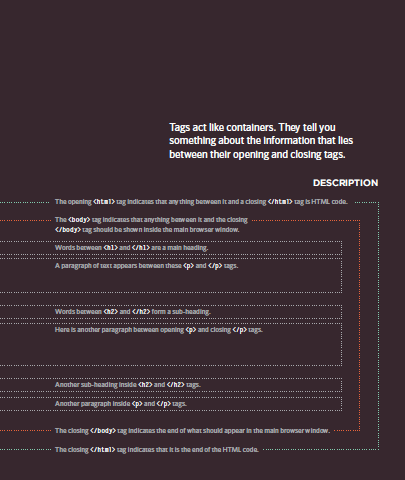 Tags act like containers. They tell you
something about the information that lies
between their opening and closing tags.
DESCRIPTION
The opening <html> tag indicates that anything between it and a closing </html> tag is HTML code.
The <body> tag indicates that anything between it and the closing
</body> tag should be shown inside the main browser window.
Words between <h1> and </h1> are a main heading.
A paragraph of text appears between these <p> and </p> tags.
Words between <h2> and </h2> form a sub-heading.
Here is another paragraph between opening <p> and closing </p> tags.
Another sub-heading inside <h2> and </h2> tags.
Another paragraph inside <p> and </p> tags.
The closing </body> tag indicates the end of what should appear in the main browser window.
The closing </html> tag indicates that it is the end of the HTML code.